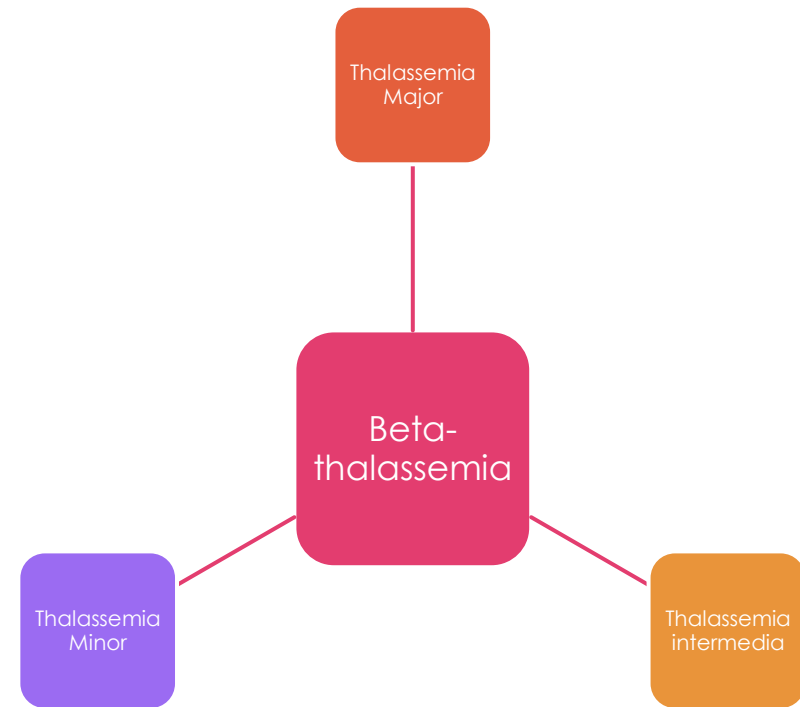 Thalassemia
Major
Beta-
thalassemia
Thalassemia
Minor
Thalassemia
intermedia